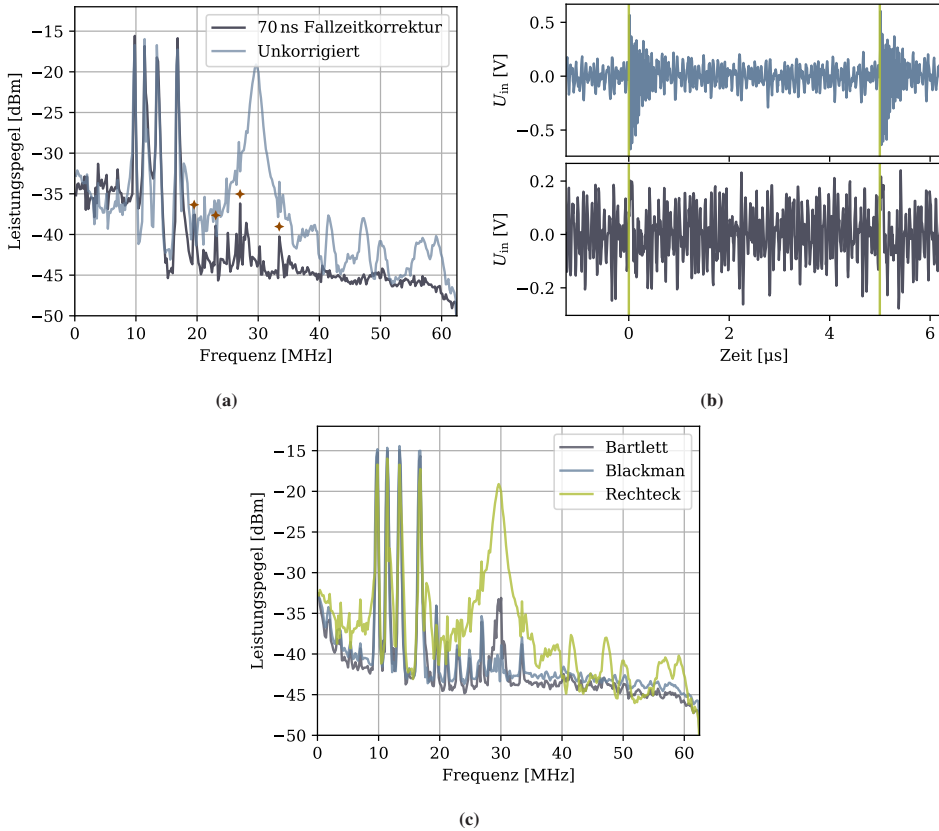 70 ns Fallzeitkorrektur
Unkorrigiert
Leistungspegel [dBm]
−15
−20
−25
−30
−35
−40
−45
−50
0 10 20 30 40 50 60
Frequenz [MHz]
(a)
U_in [V]
0.5
0.0
−0.5
U_in [V]
0.2
0.0
−0.2
0 2 4 6
Zeit [µs]
(b)
Bartlett
Blackman
Rechteck
Leistungspegel [dBm]
−15
−20
−25
−30
−35
−40
−45
−50
0 10 20 30 40 50 60
Frequenz [MHz]
(c)